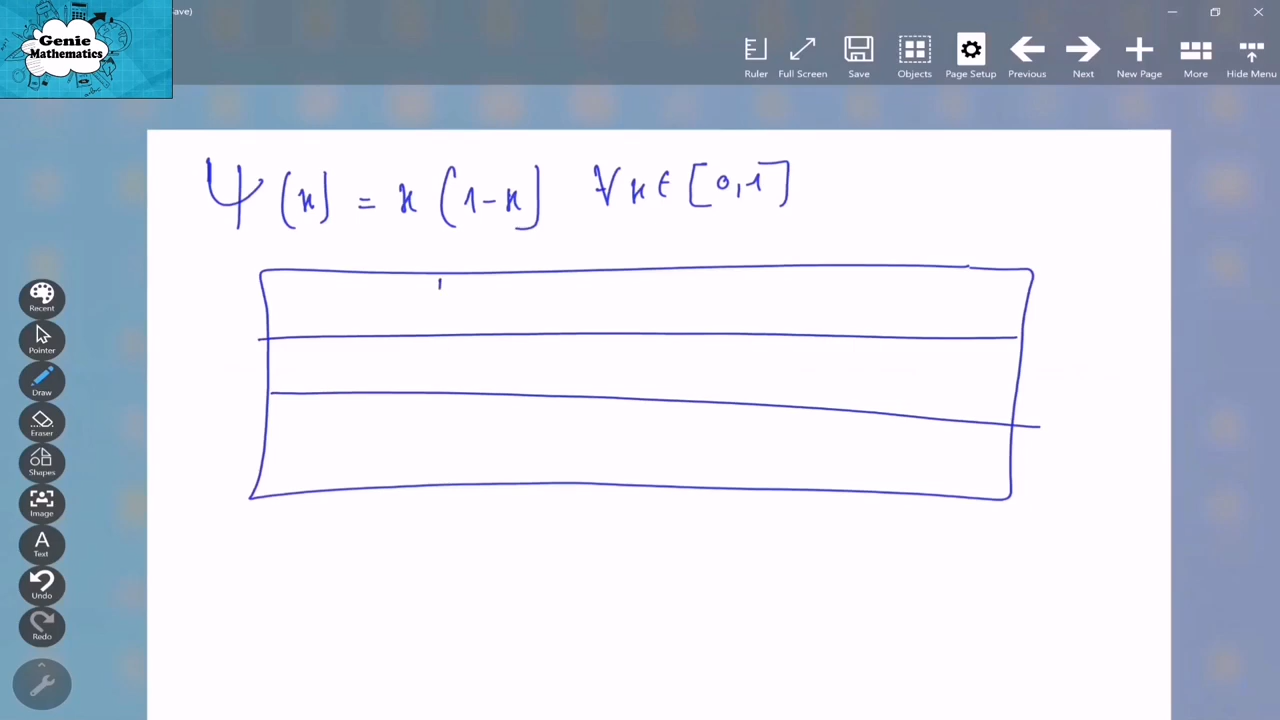 ave)
Genie
Mathematics
Ruler
Full Screen
Save
Objects
Page Setup
Previous
Next
New Page
More
Hide Menu
Ψ(x) = x(1-x) ∀x∈[0,1]
Recent
Pointer
Draw
Eraser
Shapes
Image
A
Text
Undo
Redo